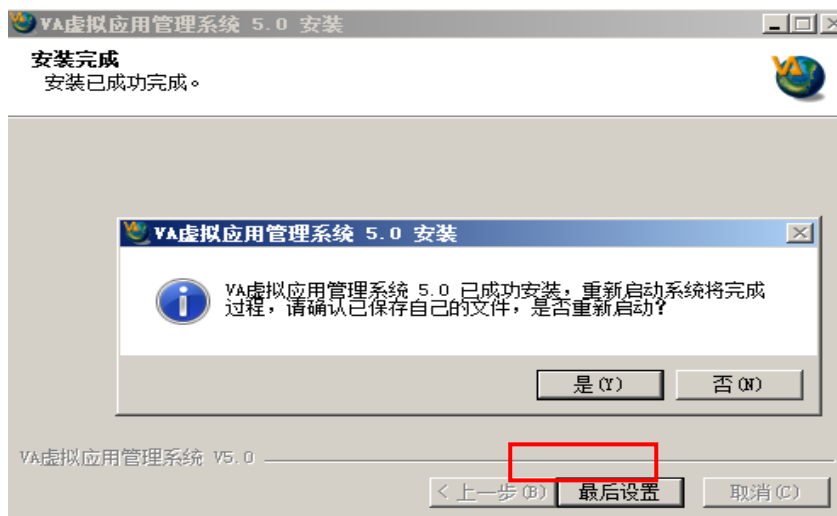 VA虚拟应用管理系统 5.0 安装
安装完成
安装已成功完成。
VA
VA虚拟应用管理系统 5.0 安装
VA虚拟应用管理系统 5.0 已成功安装，重新启动系统将完成
过程，请确认已保存自己的文件，是否重新启动?
是(Y) 否(N)
VA虚拟应用管理系统 V5.0
< 上一步(B) 最后设置 取消(C)